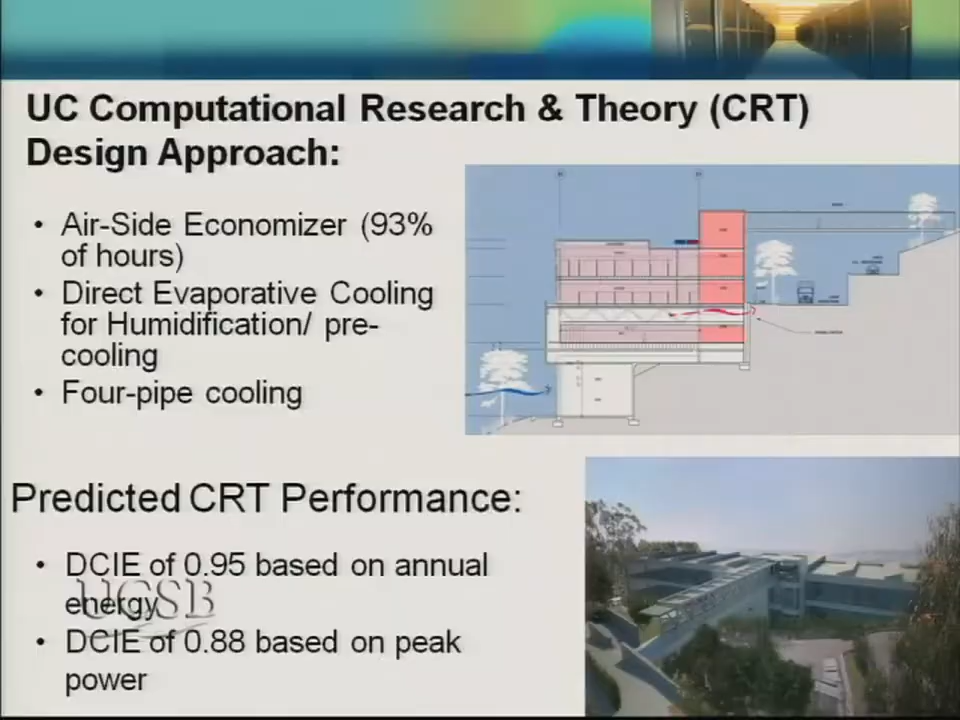 UC Computational Research & Theory (CRT)
Design Approach:
• Air-Side Economizer (93%
of hours)
• Direct Evaporative Cooling
for Humidification/ pre-
cooling
• Four-pipe cooling
Predicted CRT Performance:
• DCIE of 0.95 based on annual
energy
UCSB
• DCIE of 0.88 based on peak
power